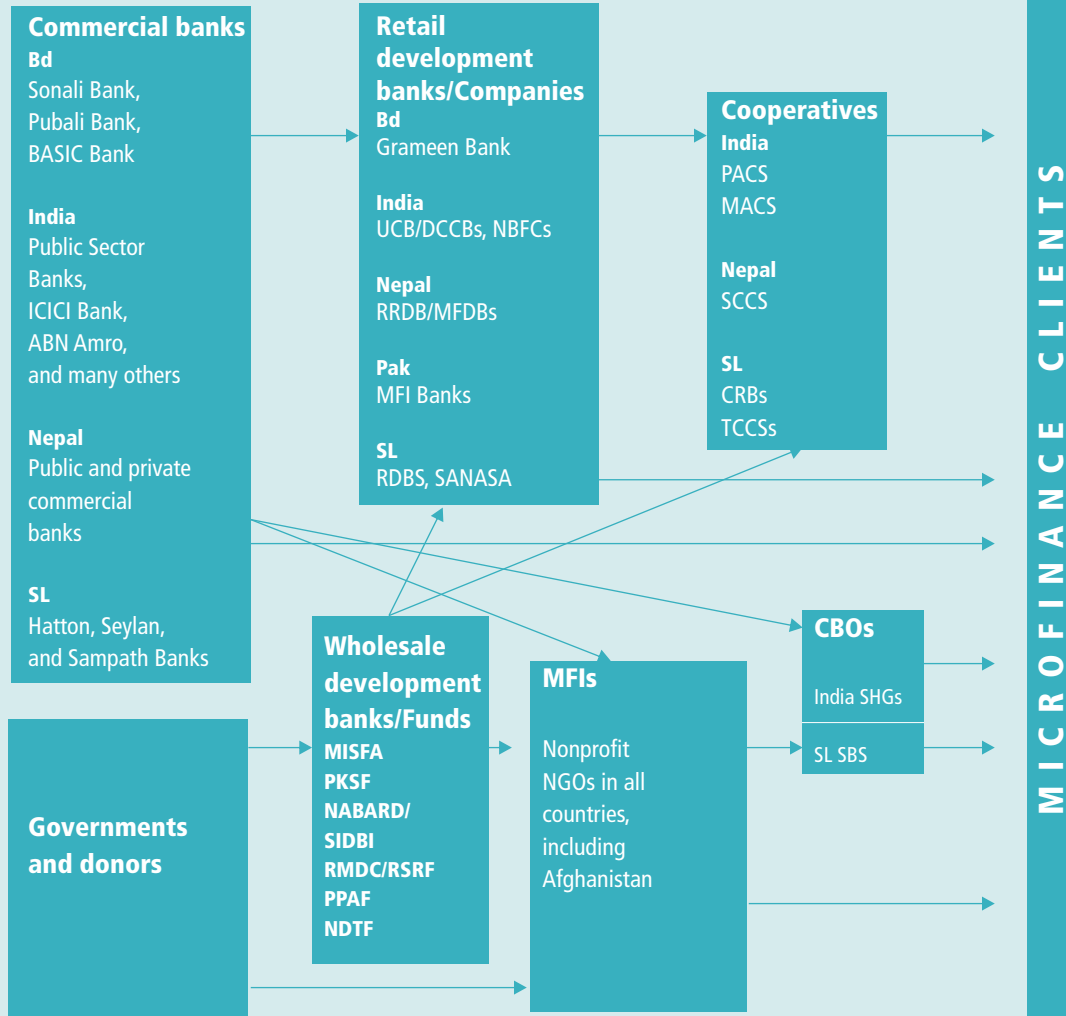 Commercial banks
Bd
Sonali Bank,
Pubali Bank,
BASIC Bank
India
Public Sector
Banks,
ICICI Bank,
ABN Amro,
and many others
Nepal
Public and private
commercial
banks
SL
Hatton, Seylan,
and Sampath Banks
Retail
development
banks/Companies
Bd
Grameen Bank
India
UCB/DCCBs, NBFCs
Nepal
RRDB/MFDBs
Pak
MFI Banks
SL
RDBS, SANASA
Cooperatives
India
PACS
MACS
Nepal
SCCS
SL
CRBs
TCCSs
Governments
and donors
Wholesale
development
banks/Funds
MISFA
PKSF
NABARD/
SIDBI
RMDC/RSRF
PPAF
NDTF
MFIs
Nonprofit
NGOs in all
countries,
including
Afghanistan
CBOs
India SHGs
SL SBS
MICROFINANCE CLIENTS